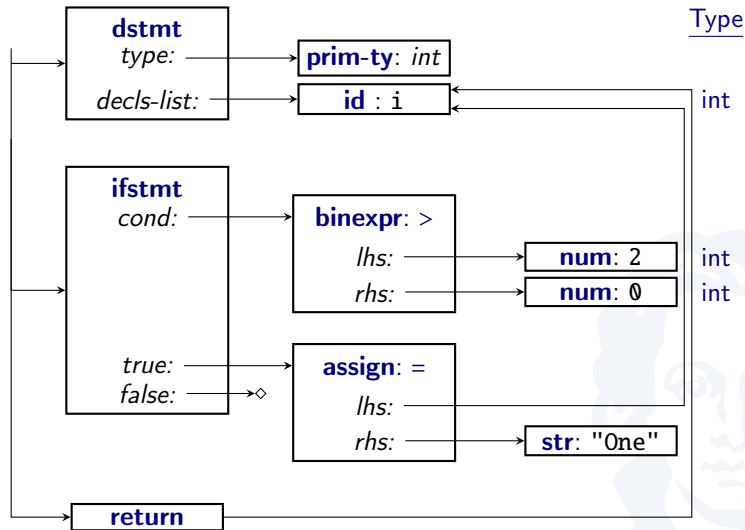 Type
dstmt
type:
prim-ty: int
decls-list:
id : i
int
ifstmt
cond:
binexpr: >
lhs:
num: 2
int
rhs:
num: 0
int
true:
assign: =
false:
lhs:
rhs:
str: "One"
return